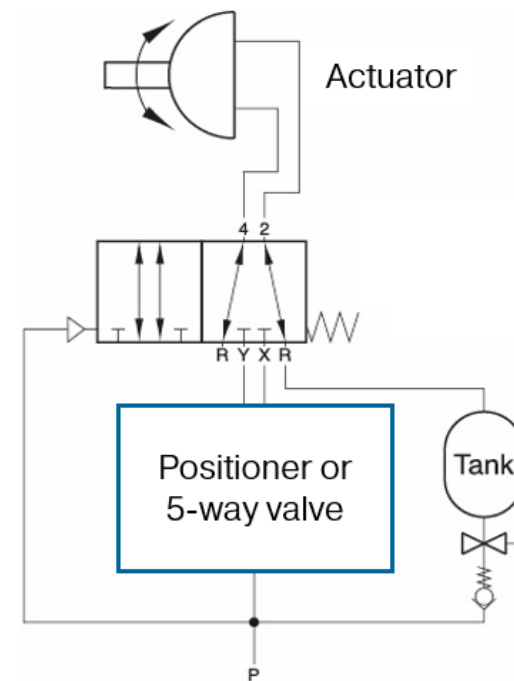 Actuator
4 2
R Y X R
Positioner or
5-way valve
Tank
P